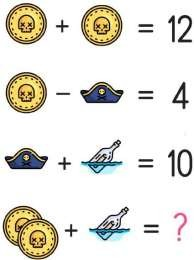 + = 12
- = 4
+ = 10
+ = ?